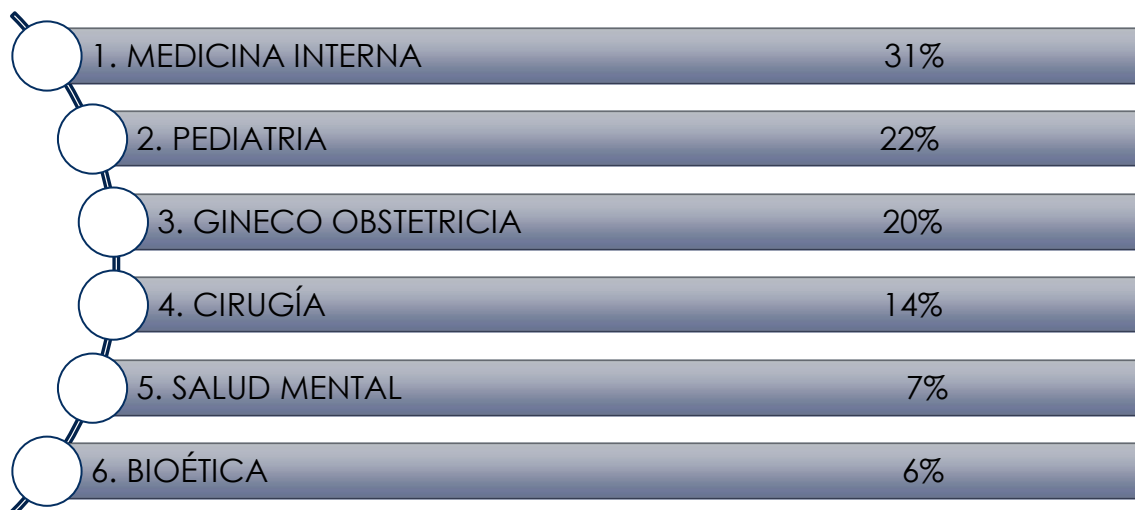 1. MEDICINA INTERNA 31%
2. PEDIATRIA 22%
3. GINECO OBSTETRICIA 20%
4. CIRUGÍA 14%
5. SALUD MENTAL 7%
6. BIOÉTICA 6%